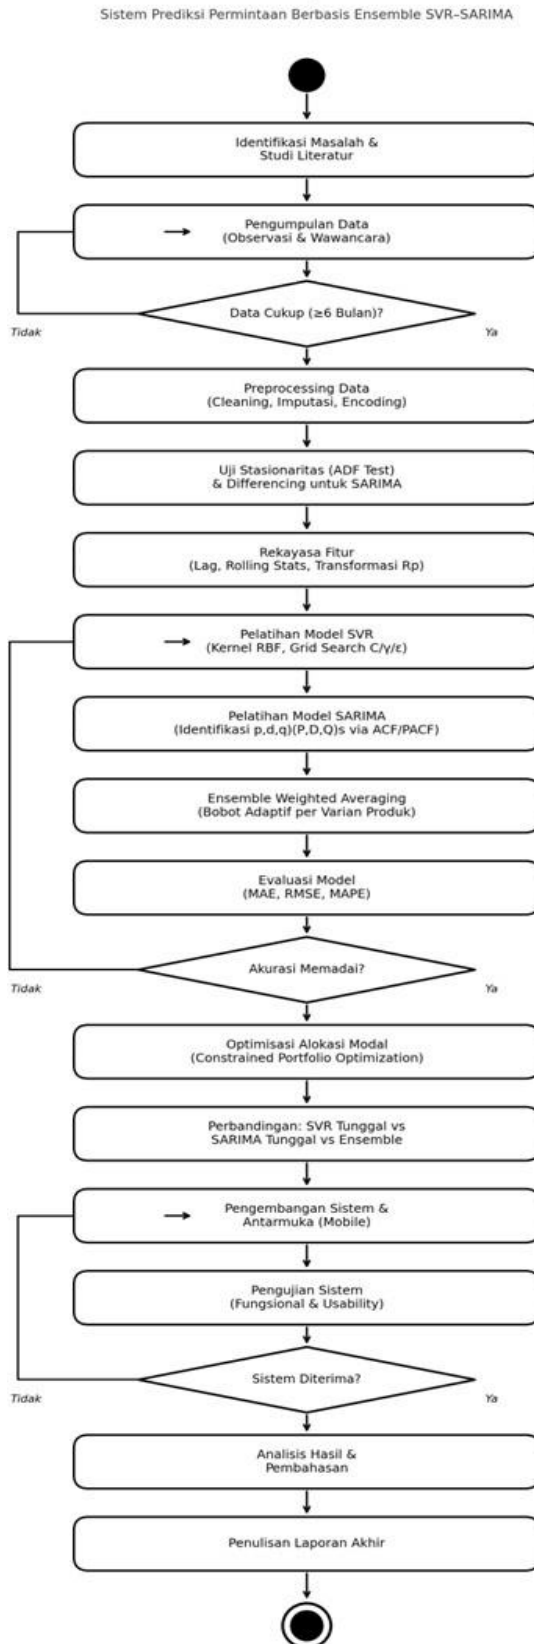 Sistem Prediksi Permintaan Berbasis Ensemble SVR–SARIMA
Identifikasi Masalah &
Studi Literatur
Pengumpulan Data
(Observasi & Wawancara)
Data Cukup (≥6 Bulan)?
Tidak
Ya
Preprocessing Data
(Cleaning, Imputasi, Encoding)
Uji Stasionaritas (ADF Test)
& Differencing untuk SARIMA
Rekayasa Fitur
(Lag, Rolling Stats, Transformasi Rp)
Pelatihan Model SVR
(Kernel RBF, Grid Search C/γ/ε)
Pelatihan Model SARIMA
(Identifikasi p,d,q)(P,D,Q)s via ACF/PACF)
Ensemble Weighted Averaging
(Bobot Adaptif per Varian Produk)
Evaluasi Model
(MAE, RMSE, MAPE)
Akurasi Memadai?
Tidak
Ya
Optimisasi Alokasi Modal
(Constrained Portfolio Optimization)
Perbandingan: SVR Tunggal vs
SARIMA Tunggal vs Ensemble
Pengembangan Sistem &
Antarmuka (Mobile)
Pengujian Sistem
(Fungsional & Usability)
Sistem Diterima?
Tidak
Ya
Analisis Hasil &
Pembahasan
Penulisan Laporan Akhir